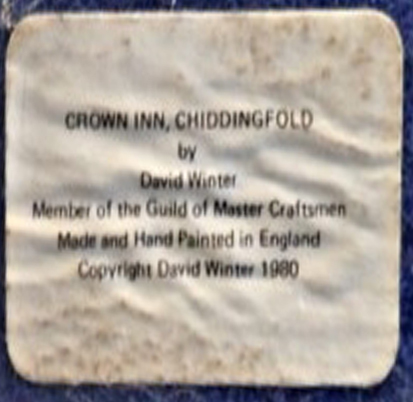 CROWN INN, CHIDDINGFOLD
by
David Winter
Member of the Guild of Master Craftsmen
Made and Hand Painted in England
Copyright David Winter 1980